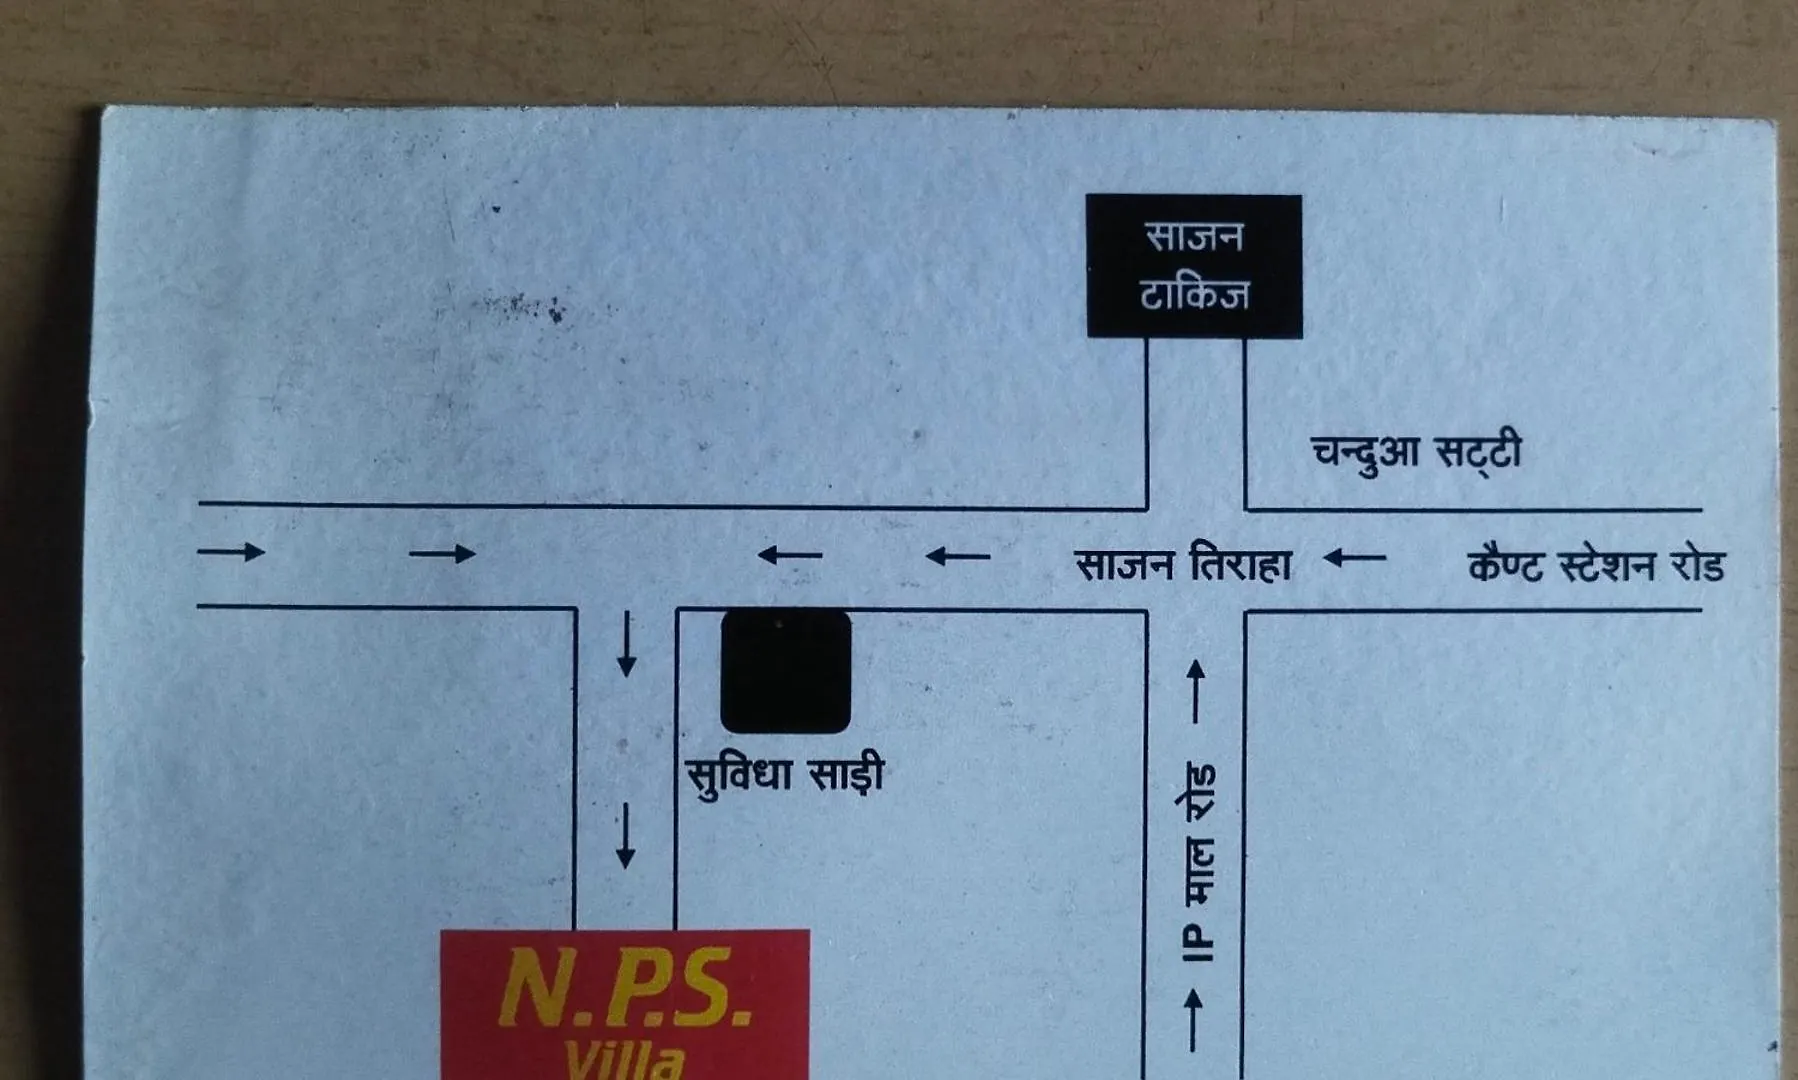 साजन
टाकिज
चन्दुआ सट्टी
साजन तिराहा
कैण्ट स्टेशन रोड
सुविधा साड़ी
IP माल रोड
N.P.S.
Villa